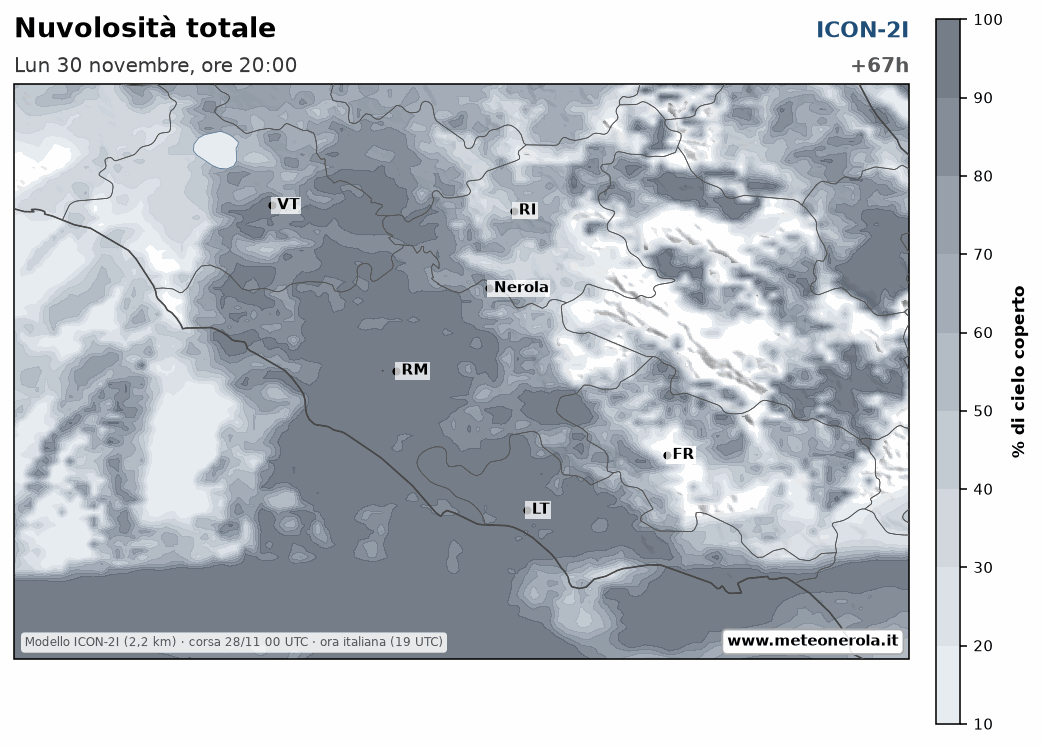 Nuvolosità totale
ICON-2I
Lun 30 novembre, ore 20:00
+67h
100
90
80
70
60
50
40
30
20
10
% di cielo coperto
VT
RI
Nerola
RM
FR
LT
Modello ICON-2I (2,2 km) · corsa 28/11 00 UTC · ora italiana (19 UTC)
www.meteonerola.it